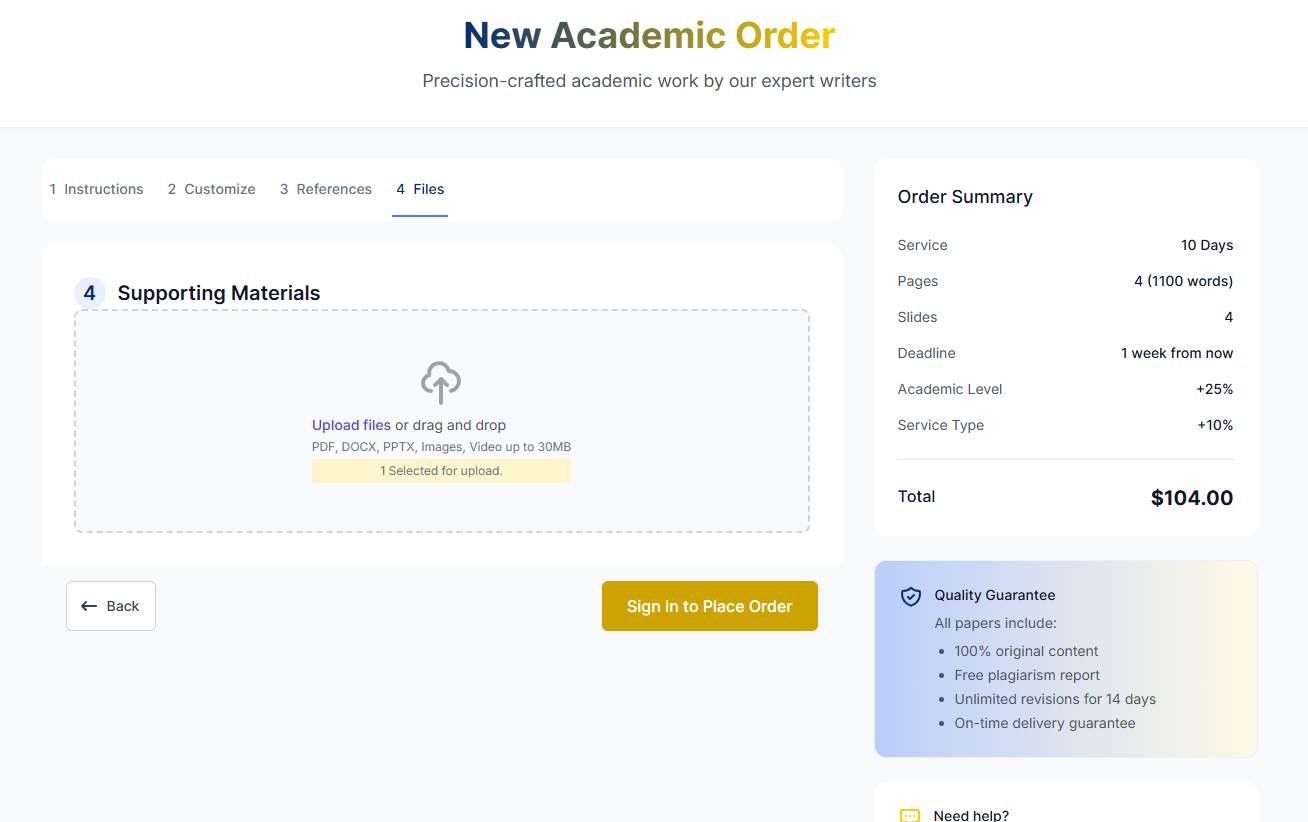 New Academic Order
Precision-crafted academic work by our expert writers
1 Instructions
2 Customize
3 References
4 Files
4 Supporting Materials
Upload files or drag and drop
PDF, DOCX, PPTX, Images, Video up to 30MB
1 Selected for upload.
Back
Sign In to Place Order
Order Summary
Service 10 Days
Pages 4 (1100 words)
Slides 4
Deadline 1 week from now
Academic Level +25%
Service Type +10%
Total $104.00
Quality Guarantee
All papers include:
100% original content
Free plagiarism report
Unlimited revisions for 14 days
On-time delivery guarantee
Need help?